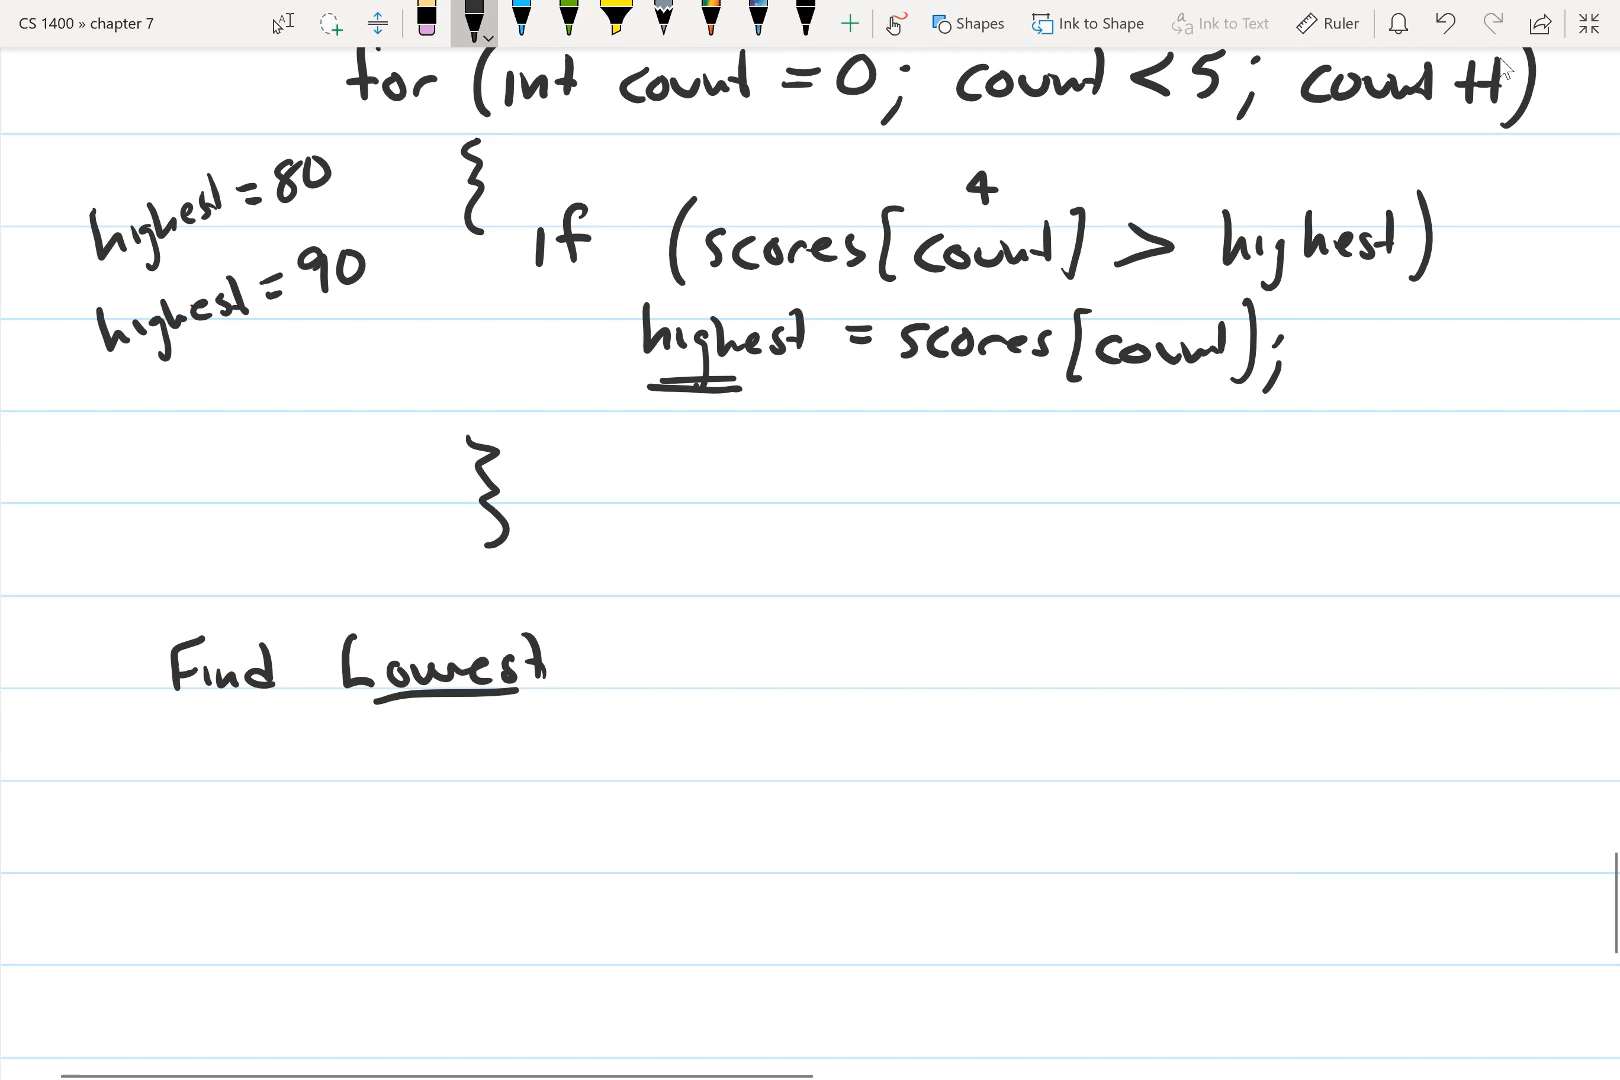 CS 1400 » chapter 7
Shapes
Ink to Shape
Ink to Text
Ruler
for (int count = 0; count < 5; count ++)
{
highest = 80
4
if (scores[count] > highest)
highest = 90
highest = scores[count];
}
Find Lowest